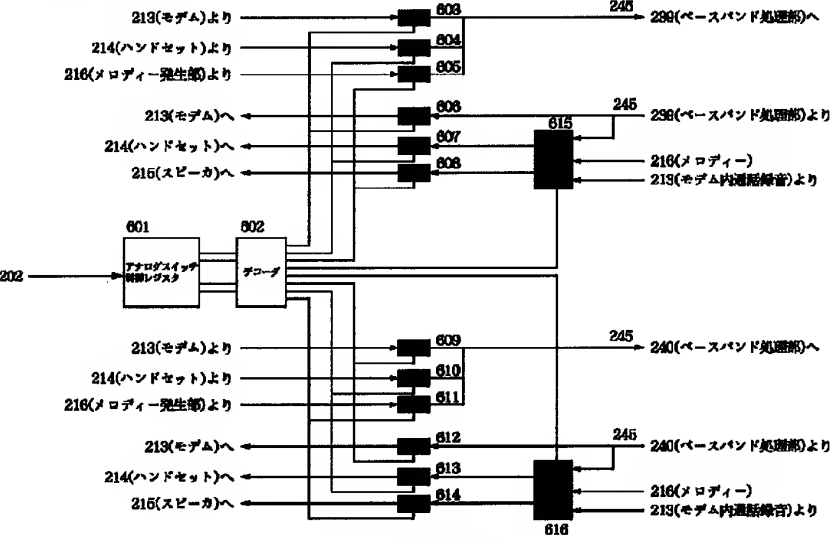 213(モデム)より 603 245 239(ベースバンド処理部)へ
214(ハンドセット)より 604
216(メロディー発生部)より 605
213(モデム)へ 606 245 239(ベースバンド処理部)より
615
214(ハンドセット)へ 607
216(メロディー)
215(スピーカ)へ 608
213(モデム内通話録音)より
601 602
202 アナログスイッチ
制御レジスタ
デコーダ
213(モデム)より 609 245 240(ベースバンド処理部)へ
214(ハンドセット)より 610
216(メロディー発生部)より 611
213(モデム)へ 612 245 240(ベースバンド処理部)より
214(ハンドセット)へ 613
216(メロディー)
215(スピーカ)へ 614
213(モデム内通話録音)より
616